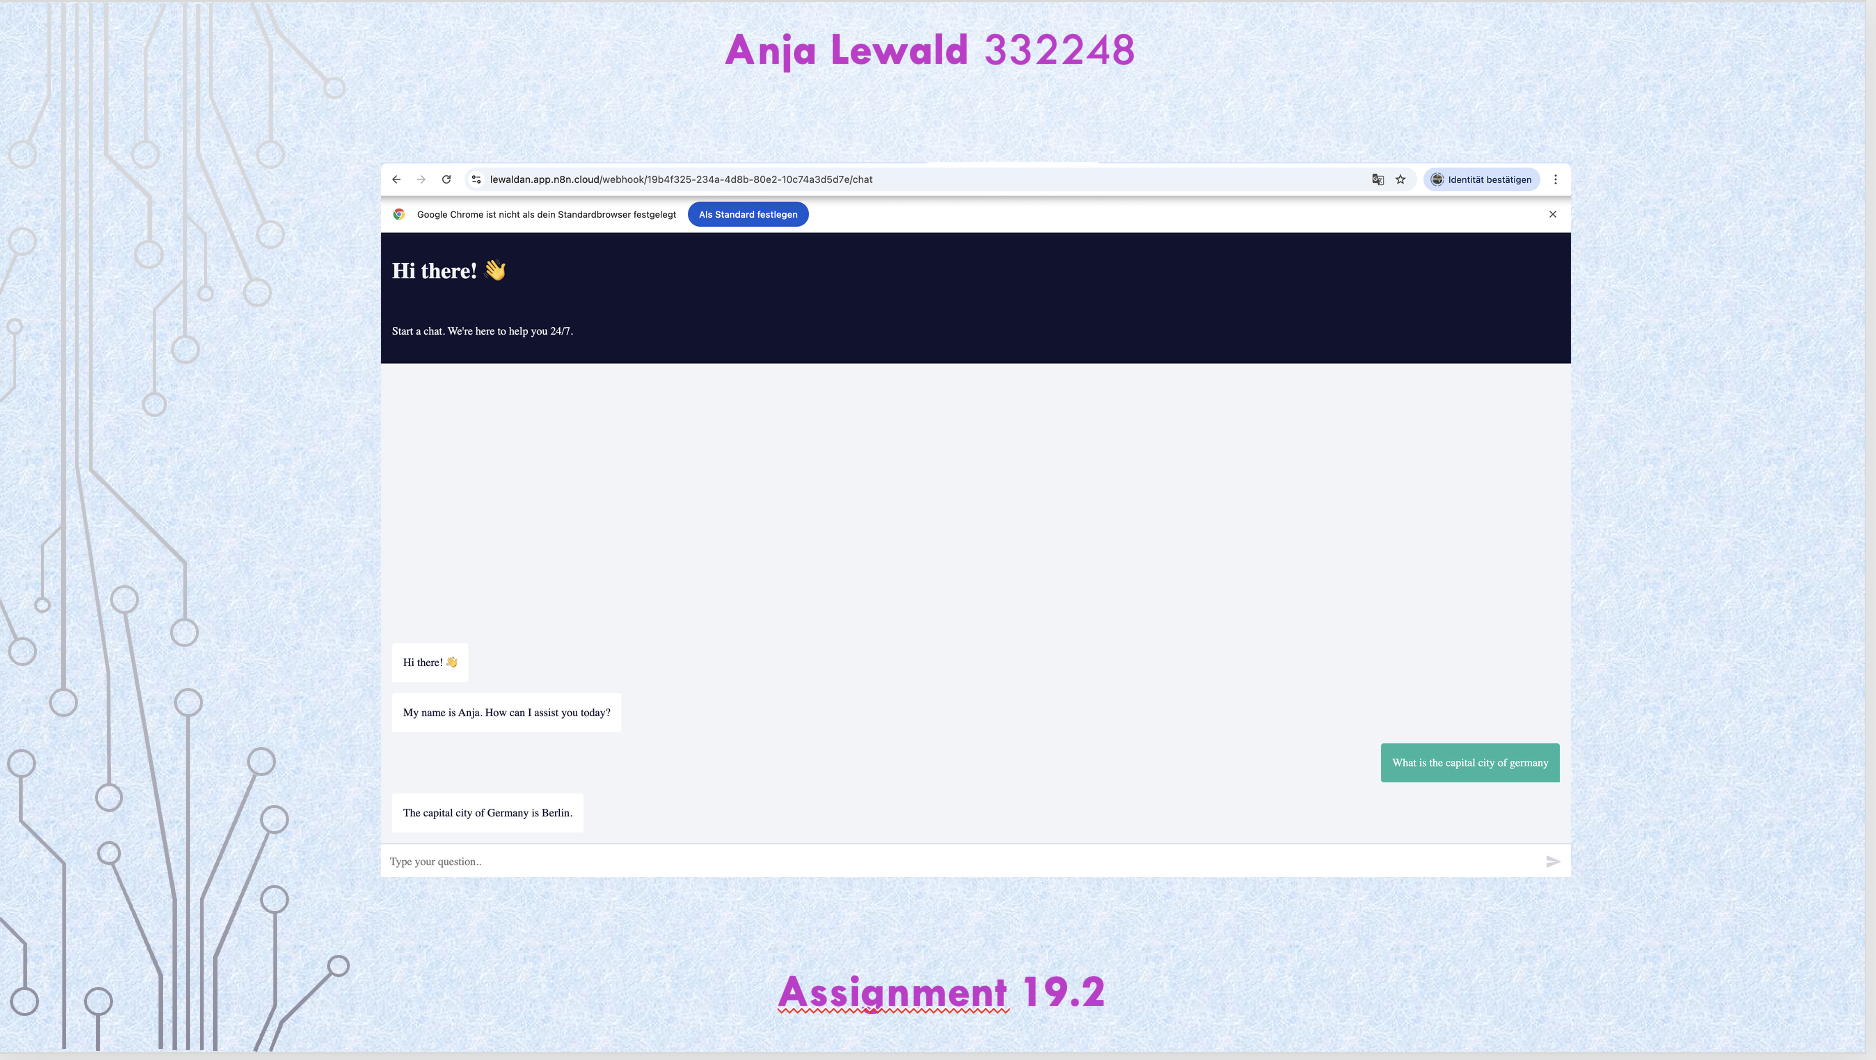 Anja Lewald 332248
lewaldan.app.n8n.cloud/webhook/19b4f325-234a-4d8b-80e2-10c74a3d5d7e/chat
Identität bestätigen
Google Chrome ist nicht als dein Standardbrowser festgelegt
Als Standard festlegen
Hi there! 👋
Start a chat. We're here to help you 24/7.
Hi there! 👋
My name is Anja. How can I assist you today?
What is the capital city of germany
The capital city of Germany is Berlin.
Type your question..
Assignment 19.2